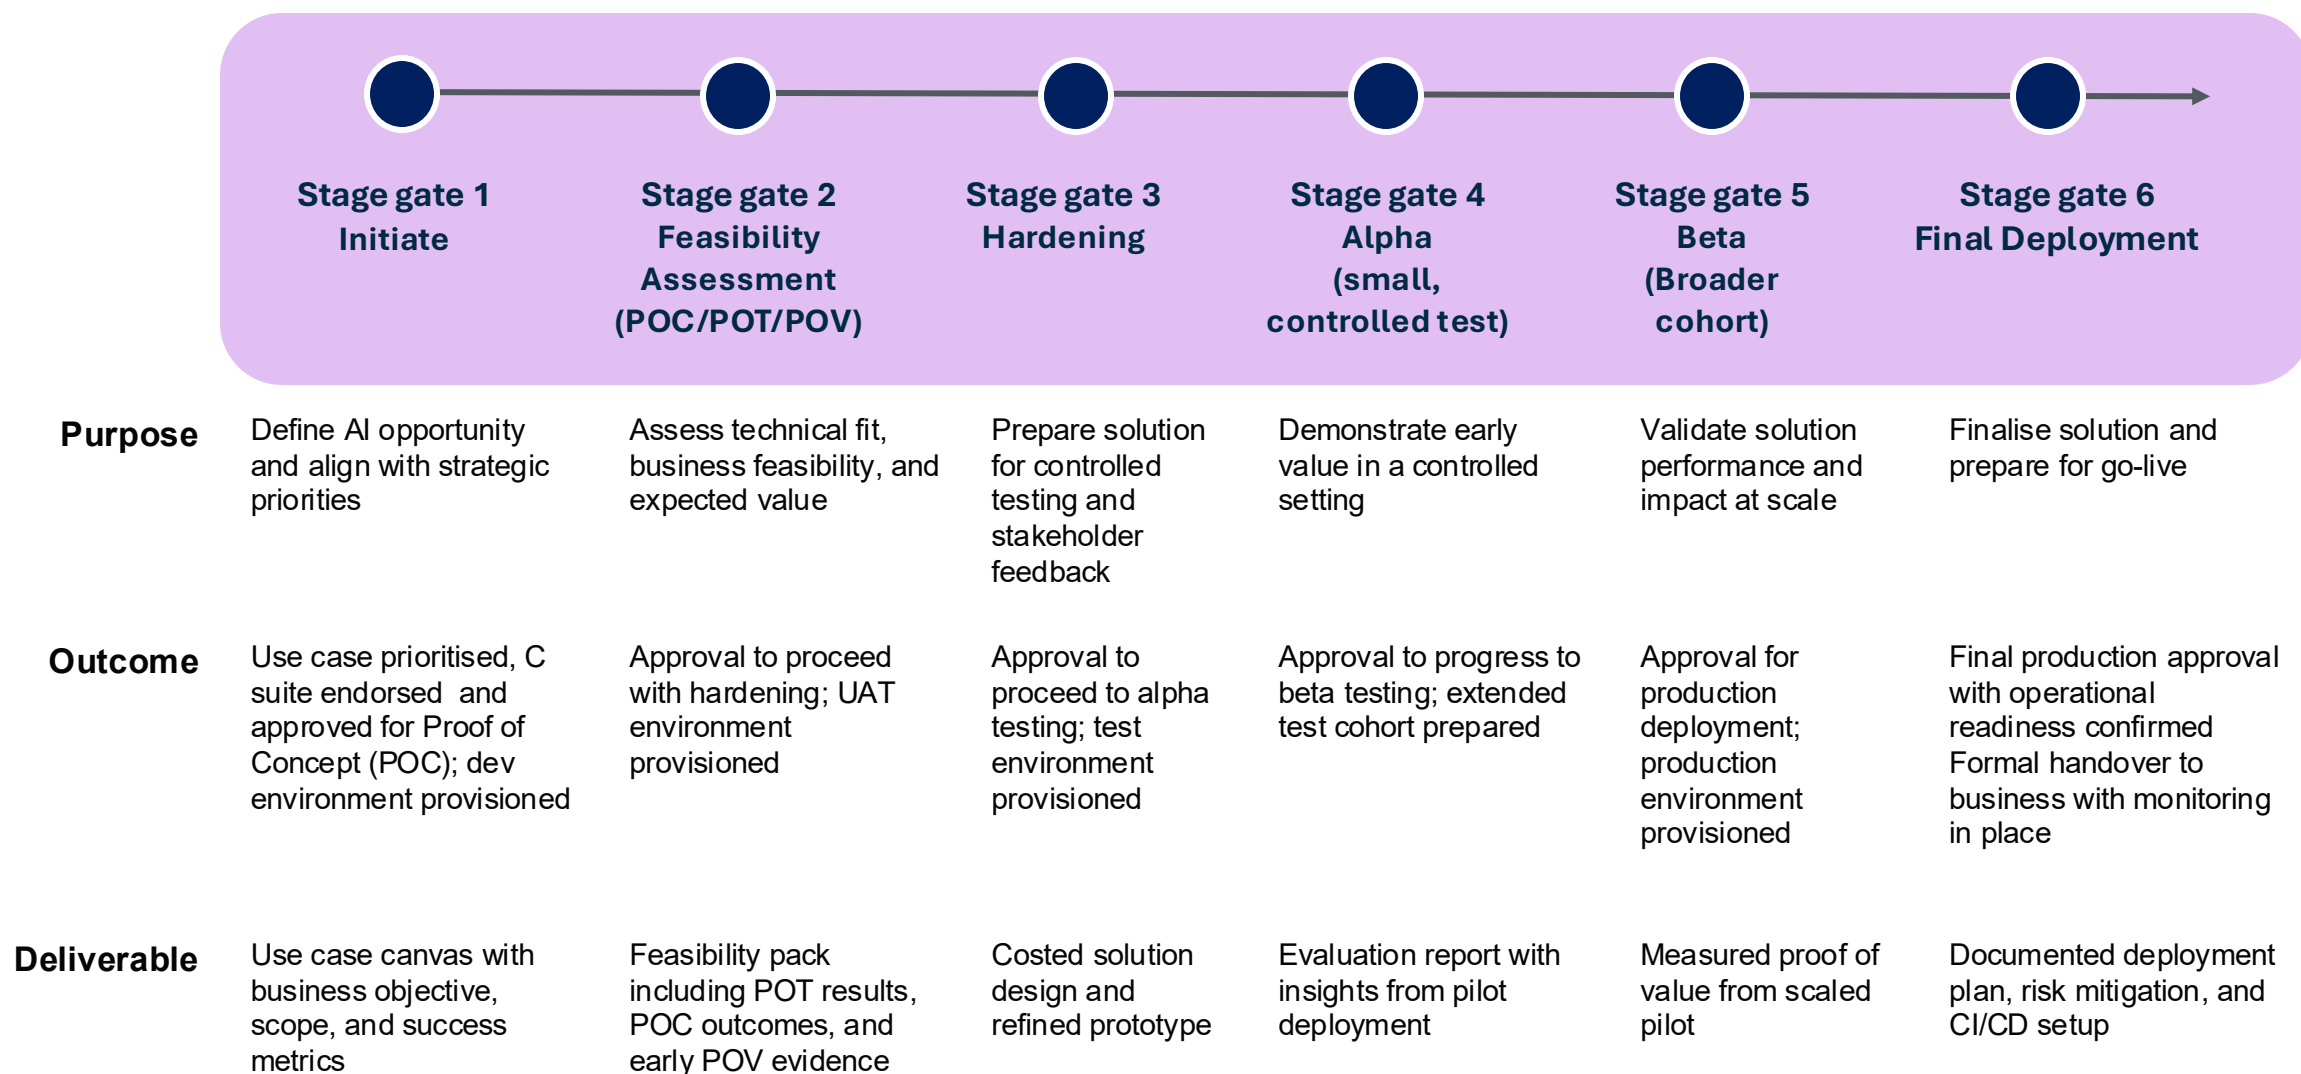 Stage gate 1
Initiate
Stage gate 2
Feasibility
Assessment
(POC/POT/POV)
Stage gate 3
Hardening
Stage gate 4
Alpha
(small,
controlled test)
Stage gate 5
Beta
(Broader
cohort)
Stage gate 6
Final Deployment
Purpose
Define AI opportunity
and align with strategic
priorities
Assess technical fit,
business feasibility, and
expected value
Prepare solution
for controlled
testing and
stakeholder
feedback
Demonstrate early
value in a controlled
setting
Validate solution
performance and
impact at scale
Finalise solution and
prepare for go-live
Outcome
Use case prioritised, C
suite endorsed  and
approved for Proof of
Concept (POC); dev
environment provisioned
Approval to proceed
with hardening; UAT
environment
provisioned
Approval to
proceed to alpha
testing; test
environment
provisioned
Approval to progress to
beta testing; extended
test cohort prepared
Approval for
production
deployment;
production
environment
provisioned
Final production approval
with operational
readiness confirmed
Formal handover to
business with monitoring
in place
Deliverable
Use case canvas with
business objective,
scope, and success
metrics
Feasibility pack
including POT results,
POC outcomes, and
early POV evidence
Costed solution
design and
refined prototype
Evaluation report with
insights from pilot
deployment
Measured proof of
value from scaled
pilot
Documented deployment
plan, risk mitigation, and
CI/CD setup